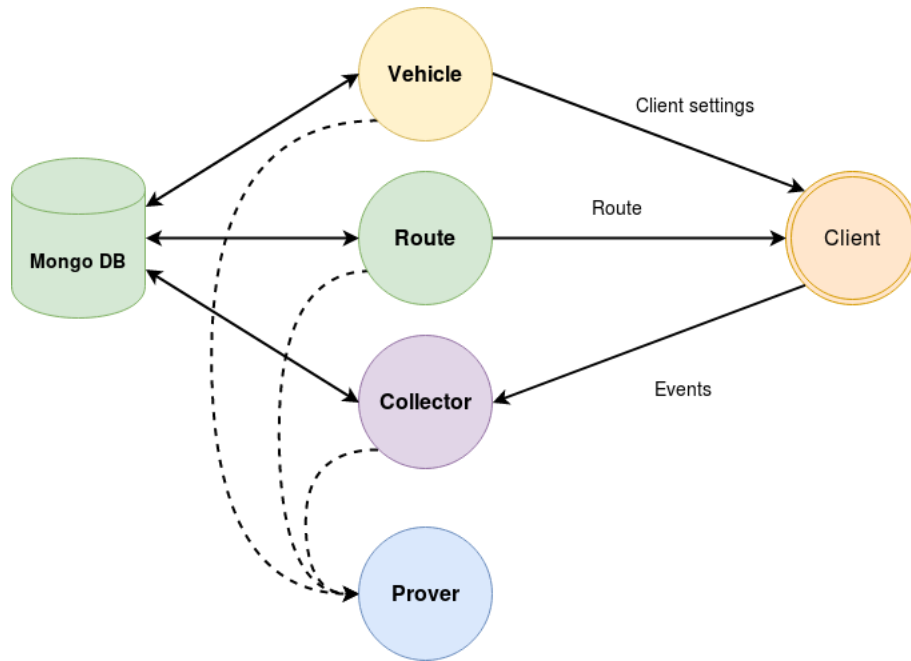 Vehicle
Client settings
Mongo DB
Route
Route
Client
Collector
Events
Prover